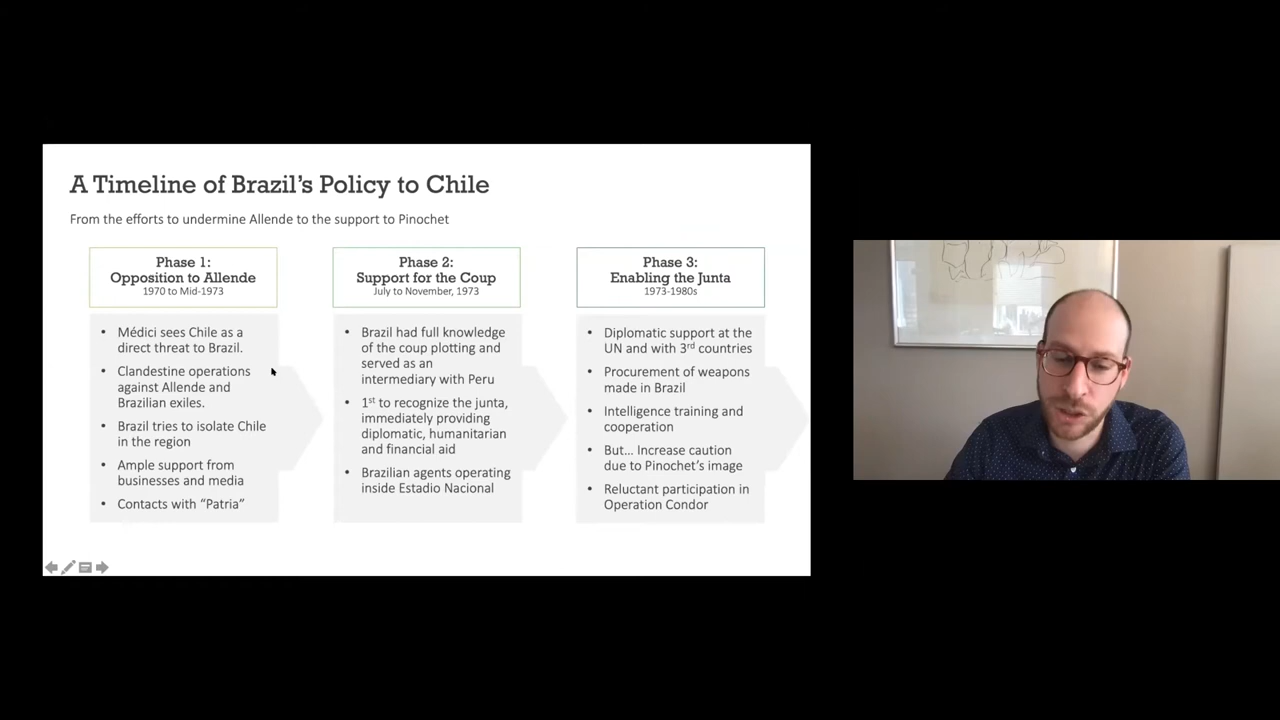 A Timeline of Brazil's Policy to Chile
From the efforts to undermine Allende to the support to Pinochet
Phase 1:
Opposition to Allende
1970 to Mid-1973
• Médici sees Chile as a
direct threat to Brazil.
• Clandestine operations
against Allende and
Brazilian exiles.
• Brazil tries to isolate Chile
in the region
• Ample support from
businesses and media
• Contacts with “Patria”
Phase 2:
Support for the Coup
July to November, 1973
• Brazil had full knowledge
of the coup plotting and
served as an
intermediary with Peru
• 1st to recognize the junta,
immediately providing
diplomatic, humanitarian
and financial aid
• Brazilian agents operating
inside Estadio Nacional
Phase 3:
Enabling the Junta
1973-1980s
• Diplomatic support at the
UN and with 3rd countries
• Procurement of weapons
made in Brazil
• Intelligence training and
cooperation
• But... Increase caution
due to Pinochet's image
• Reluctant participation in
Operation Condor